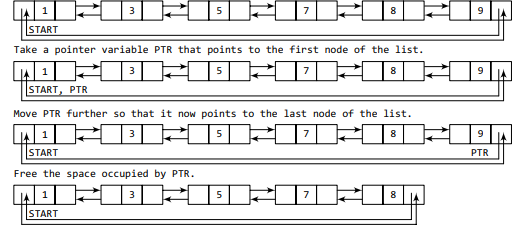 1 3 5 7 8 9
START
Take a pointer variable PTR that points to the first node of the list.
1 3 5 7 8 9
START, PTR
Move PTR further so that it now points to the last node of the list.
1 3 5 7 8 9
START PTR
Free the space occupied by PTR.
1 3 5 7 8
START